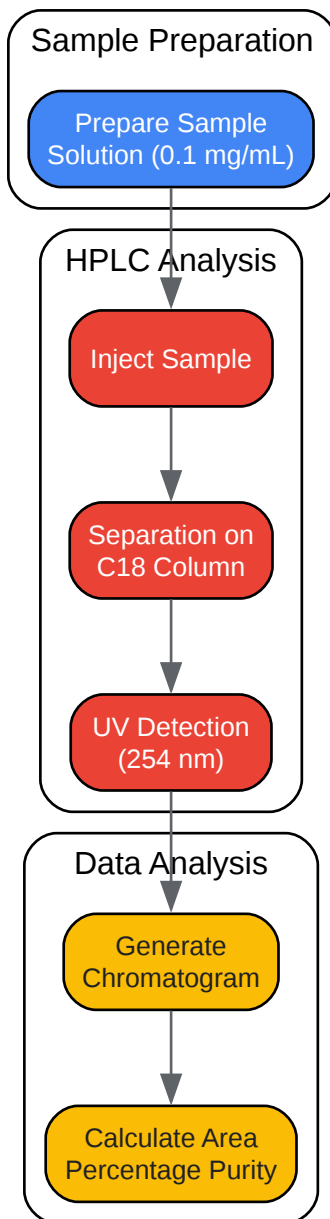 Sample Preparation
Prepare Sample
Solution (0.1 mg/mL)
HPLC Analysis
Inject Sample
Separation on
C18 Column
UV Detection
(254 nm)
Data Analysis
Generate
Chromatogram
Calculate Area
Percentage Purity